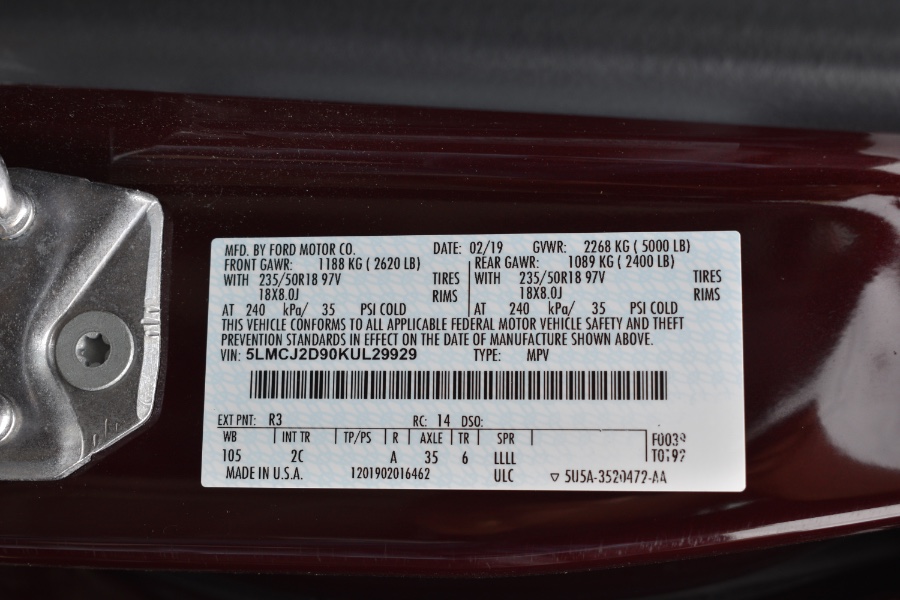 MFD. BY FORD MOTOR CO. DATE: 02/19 GVWR: 2268 KG ( 5000 LB)
FRONT GAWR: 1188 KG ( 2620 LB) REAR GAWR: 1089 KG ( 2400 LB)
WITH 235/50R18 97V TIRES WITH 235/50R18 97V TIRES
18X8.0J RIMS 18X8.0J RIMS
AT 240 kPa/ 35 PSI COLD AT 240 kPa/ 35 PSI COLD
THIS VEHICLE CONFORMS TO ALL APPLICABLE FEDERAL MOTOR VEHICLE SAFETY AND THEFT
PREVENTION STANDARDS IN EFFECT ON THE DATE OF MANUFACTURE SHOWN ABOVE.
VIN: 5LMCJ2D90KUL29929 TYPE: MPV
EXT PNT: R3 RC: 14 DSO:
WB INT TR TP/PS R AXLE TR SPR F0039
105 2C A 35 6 LLLL T0192
MADE IN U.S.A. 1201902016462 ULC ▽ 5U5A-3520472-AA